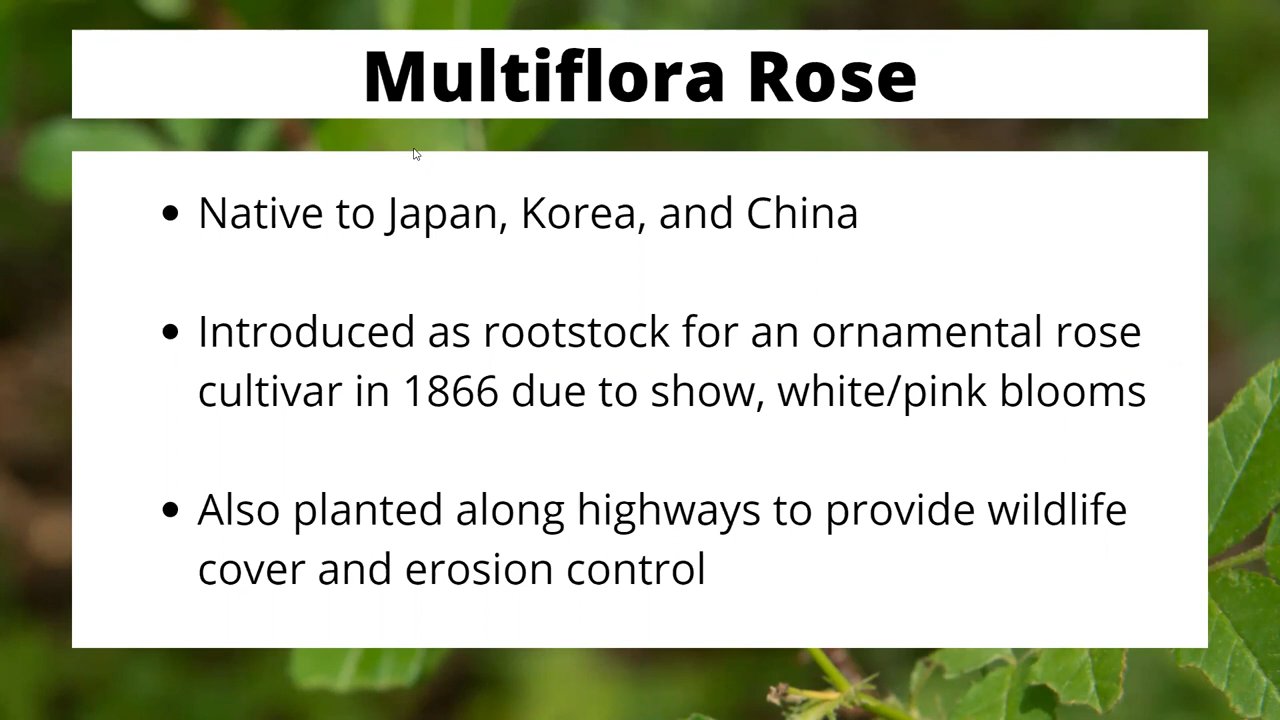 Multiflora Rose
• Native to Japan, Korea, and China
• Introduced as rootstock for an ornamental rose
cultivar in 1866 due to show, white/pink blooms
• Also planted along highways to provide wildlife
cover and erosion control